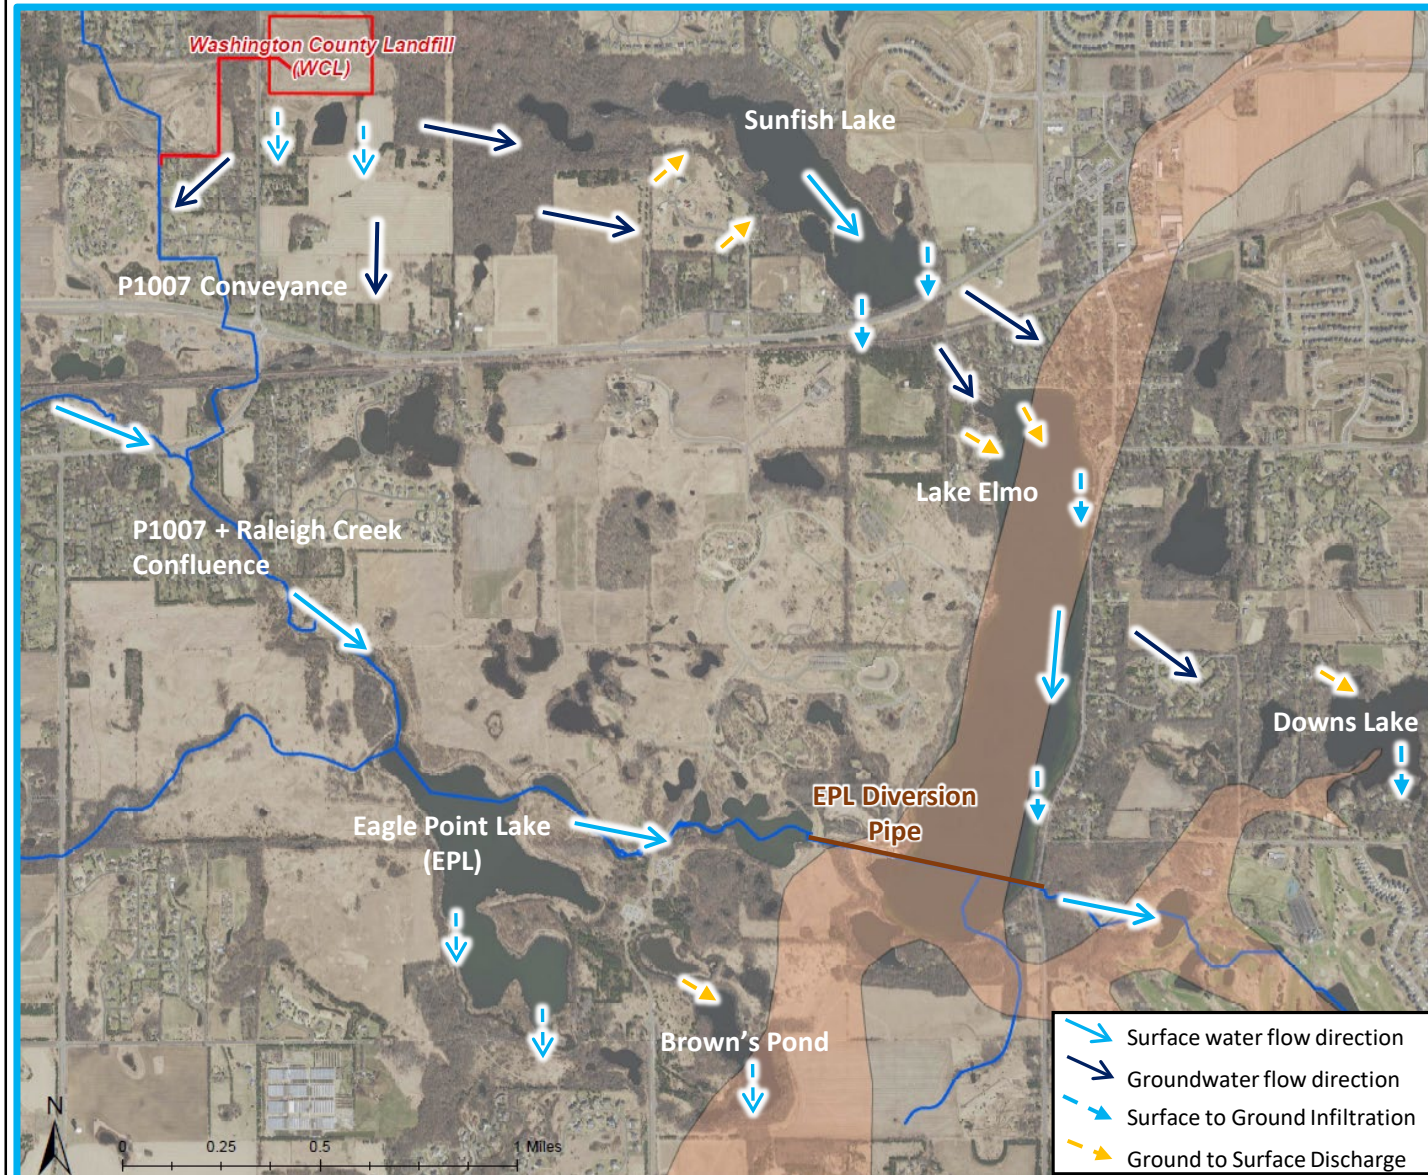 Washington County Landfill
(WCL)
Sunfish Lake
P1007 Conveyance
Lake Elmo
P1007 + Raleigh Creek
Confluence
Downs Lake
EPL Diversion
Pipe
Eagle Point Lake
(EPL)
Brown's Pond
Surface water flow direction
Groundwater flow direction
Surface to Ground Infiltration
Ground to Surface Discharge
N
0 0.25 0.5 1 Miles